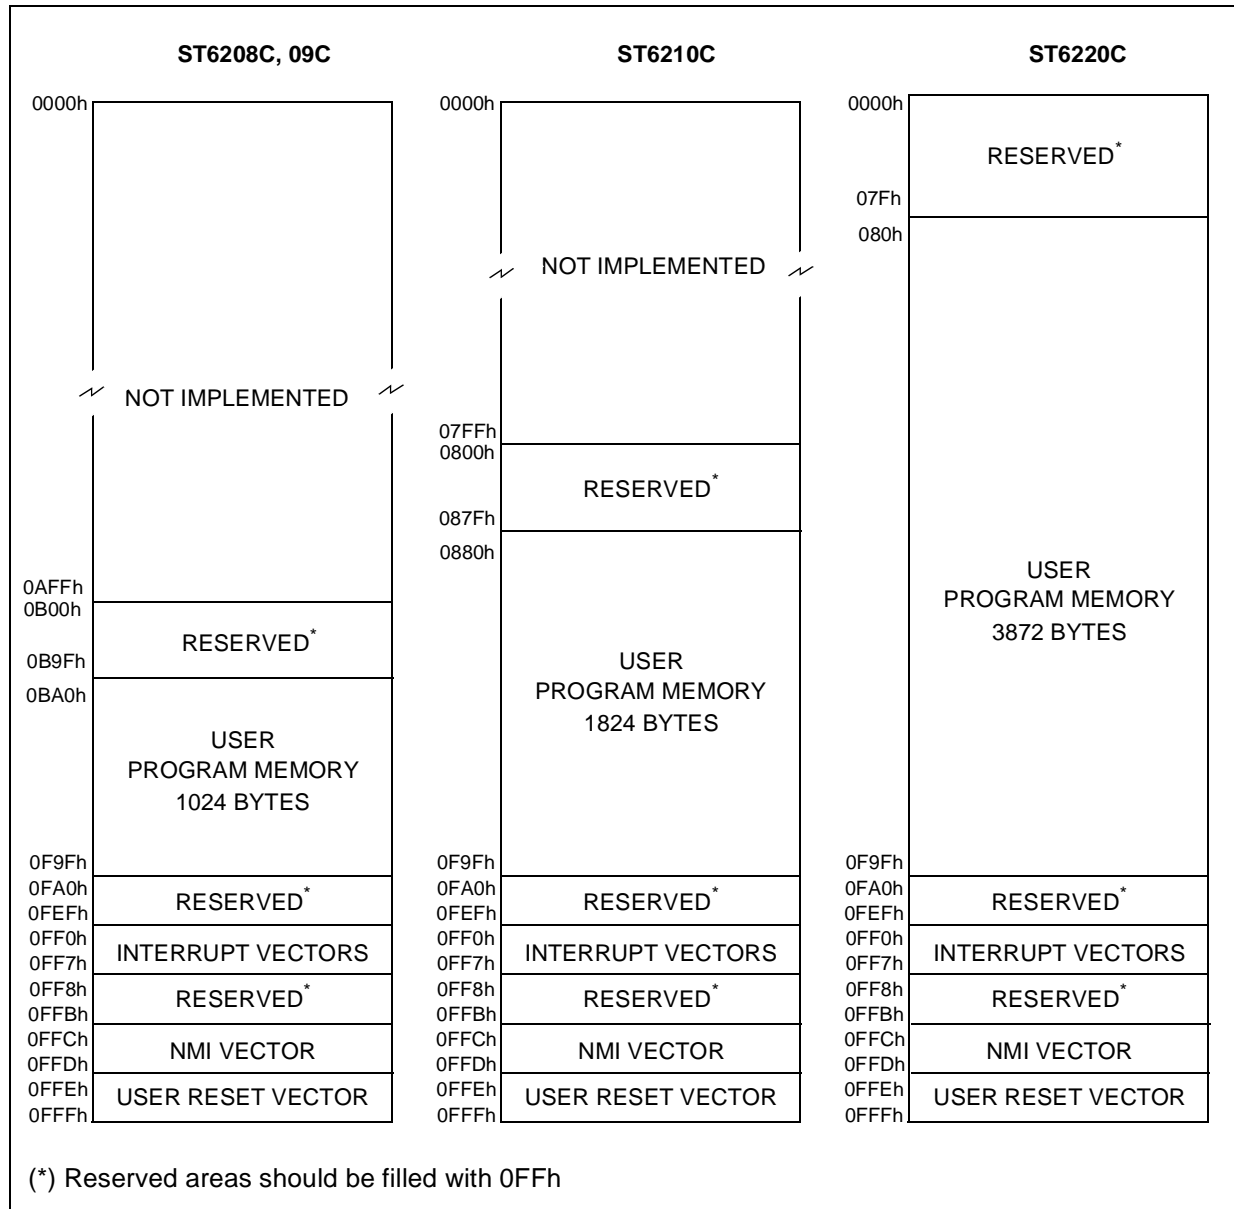 ST6208C, 09C
0000h
NOT IMPLEMENTED
0AFFh
0B00h
RESERVED*
0B9Fh
0BA0h
USER
PROGRAM MEMORY
1024 BYTES
0F9Fh
0FA0h
RESERVED*
0FEFh
0FF0h
INTERRUPT VECTORS
0FF7h
0FF8h
RESERVED*
0FFBh
0FFCh
NMI VECTOR
0FFDh
0FFEh
USER RESET VECTOR
0FFFh
ST6210C
0000h
NOT IMPLEMENTED
07FFh
0800h
RESERVED*
087Fh
0880h
USER
PROGRAM MEMORY
1824 BYTES
0F9Fh
0FA0h
RESERVED*
0FEFh
0FF0h
INTERRUPT VECTORS
0FF7h
0FF8h
RESERVED*
0FFBh
0FFCh
NMI VECTOR
0FFDh
0FFEh
USER RESET VECTOR
0FFFh
ST6220C
0000h
RESERVED*
07Fh
080h
USER
PROGRAM MEMORY
3872 BYTES
0F9Fh
0FA0h
RESERVED*
0FEFh
0FF0h
INTERRUPT VECTORS
0FF7h
0FF8h
RESERVED*
0FFBh
0FFCh
NMI VECTOR
0FFDh
0FFEh
USER RESET VECTOR
0FFFh
(*) Reserved areas should be filled with 0FFh